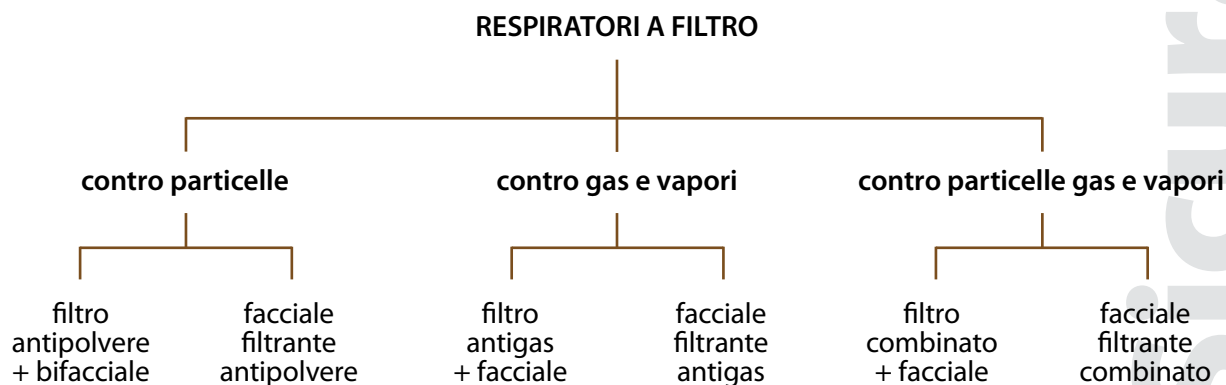 RESPIRATORI A FILTRO
contro particelle
contro gas e vapori
contro particelle gas e vapori
filtro
antipolvere
+ bifacciale
facciale
filtrante
antipolvere
filtro
antigas
+ facciale
facciale
filtrante
antigas
filtro
combinato
+ facciale
facciale
filtrante
combinato